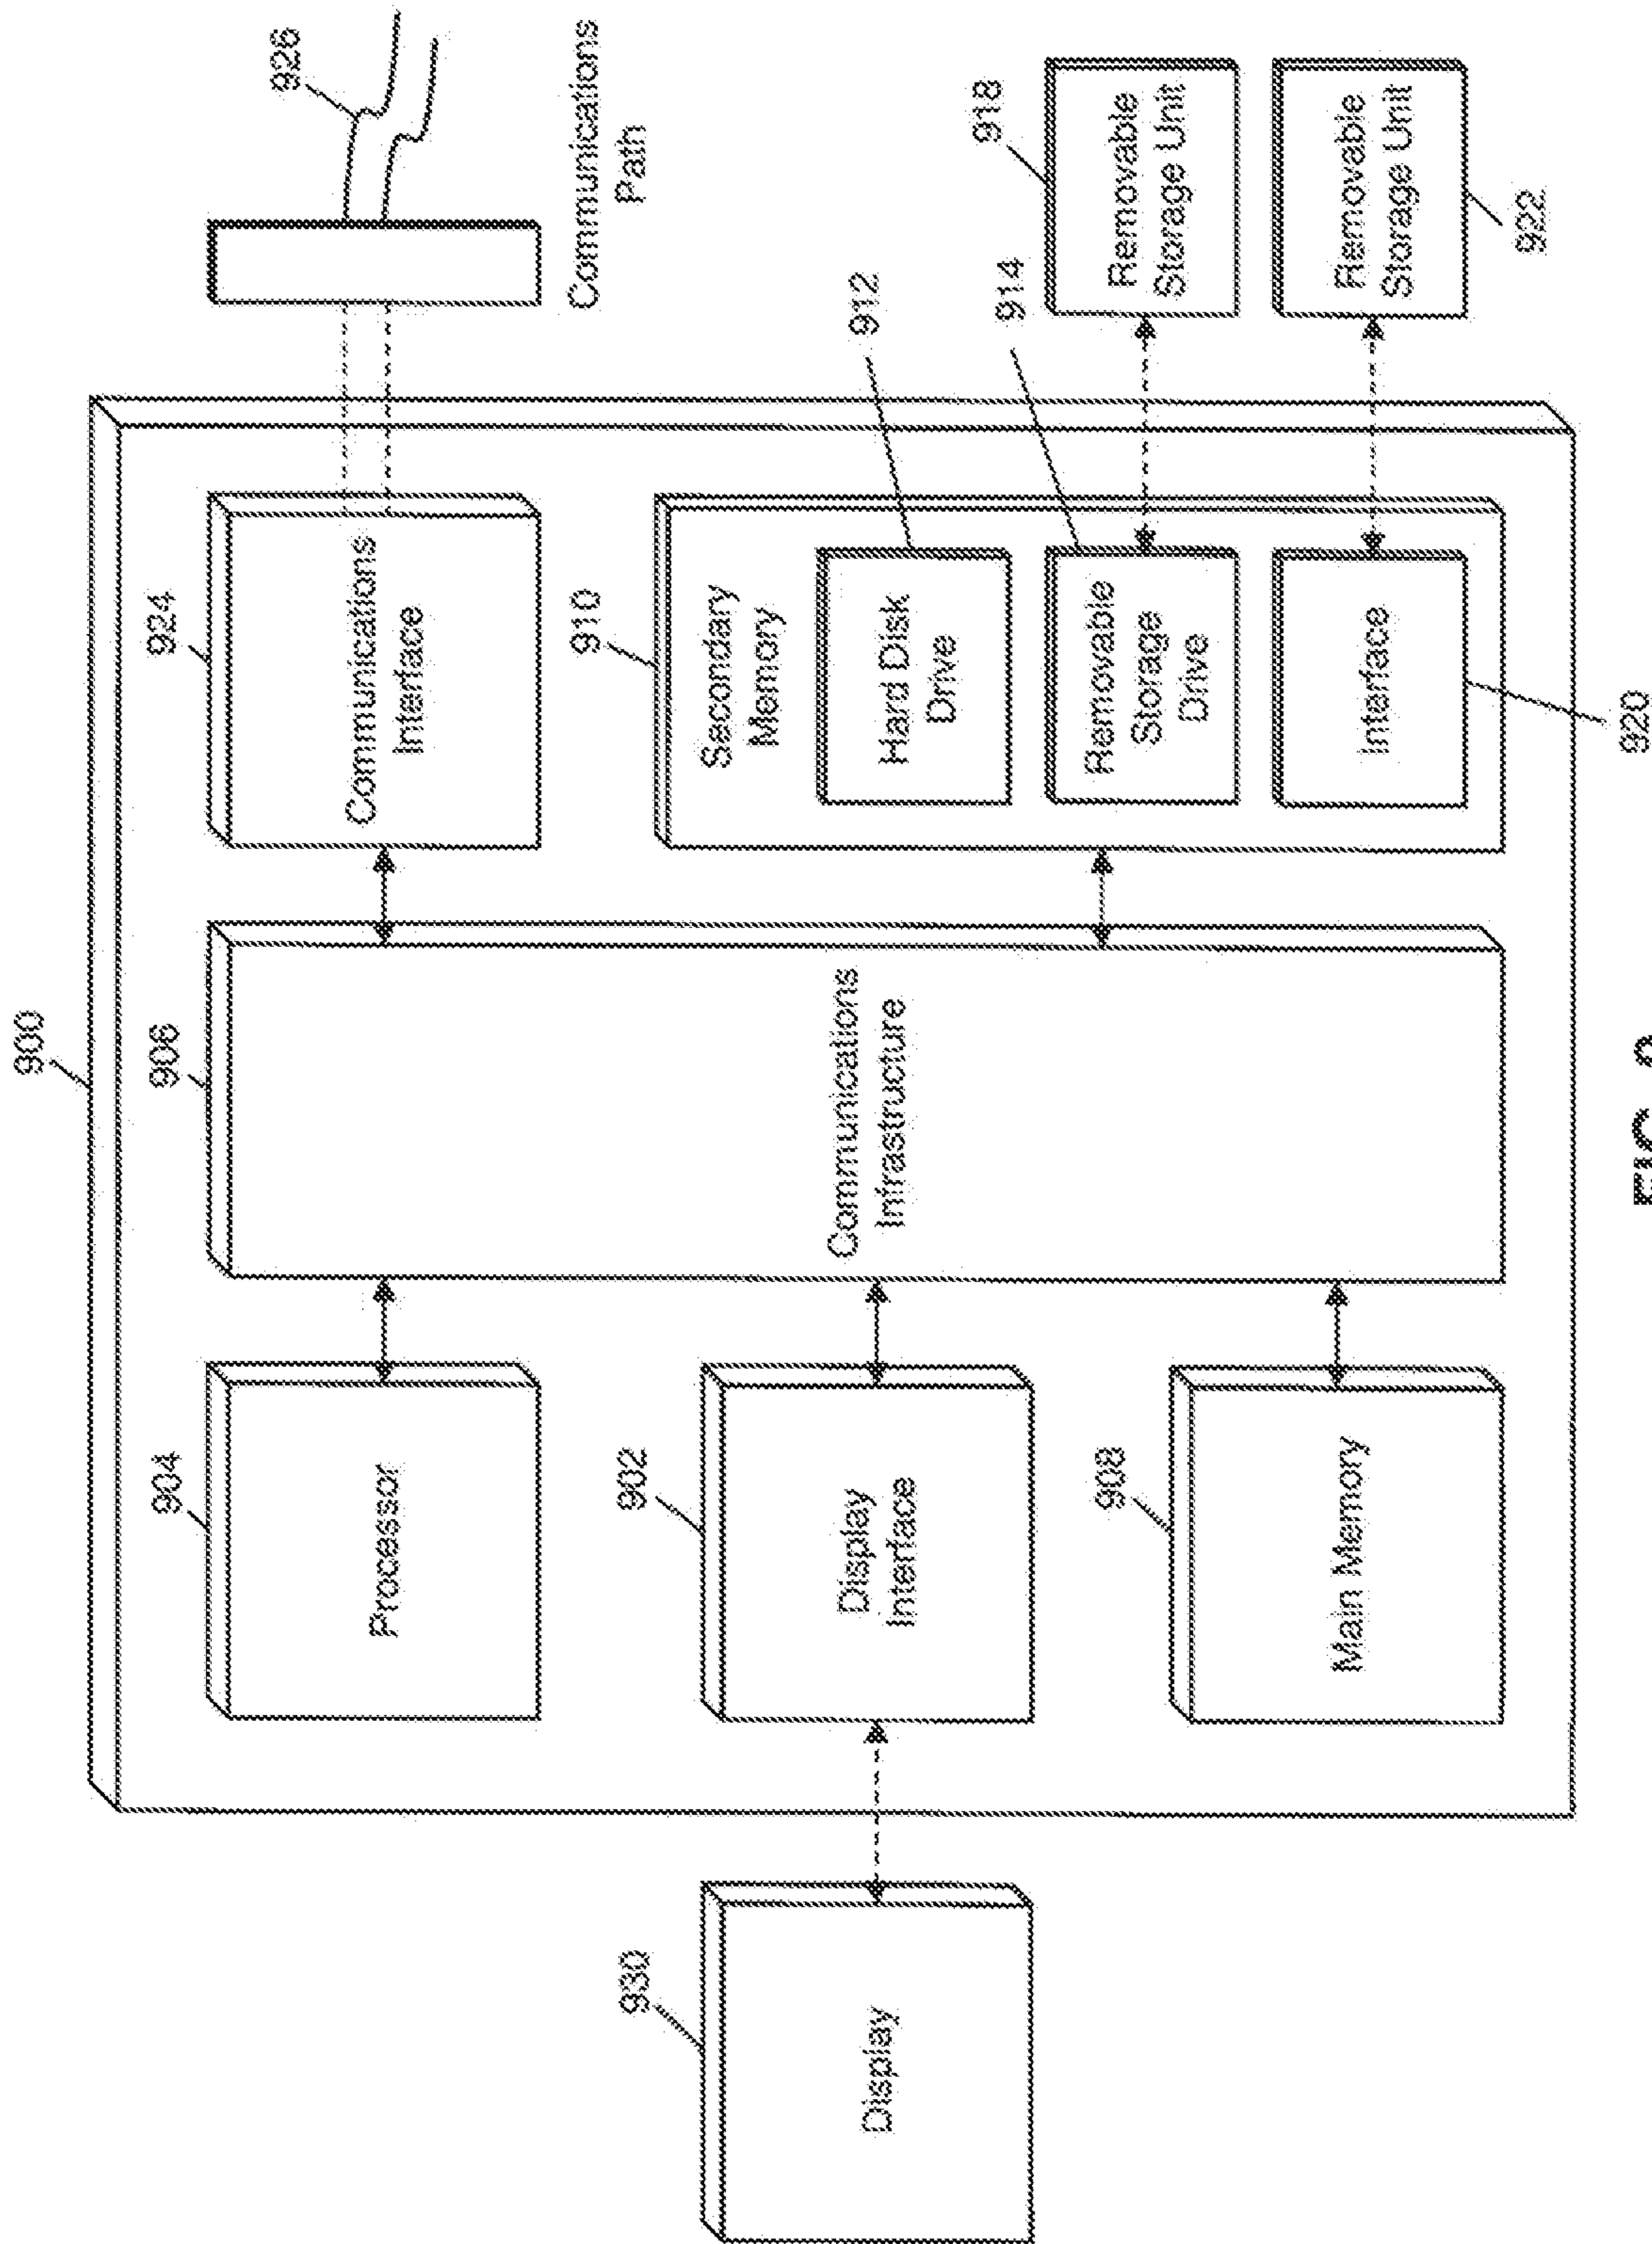 900
904
Processor
906
924
Communications
Interface
926
Communications
Path
930
Display
902
Display
Interface
Communications
Infrastructure
910
Secondary
Memory
912
Hard Disk
Drive
908
Main Memory
914
Removable
Storage
Drive
918
Removable
Storage Unit
Interface
Removable
Storage Unit
920
922
FIG. 9